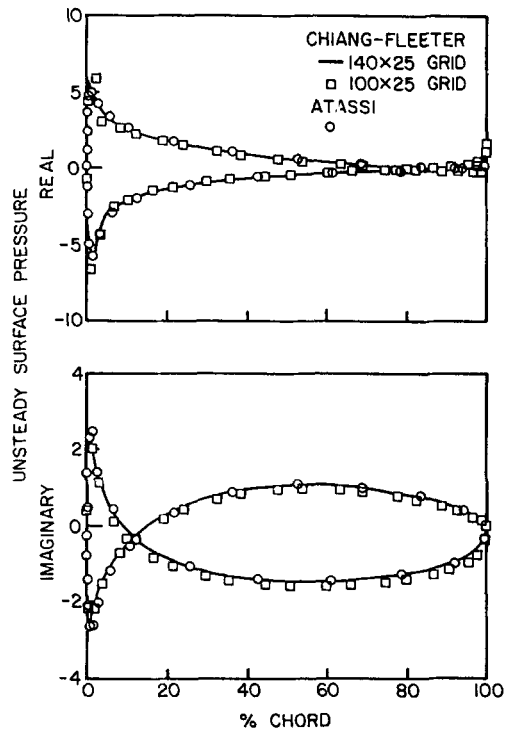 CHIANG-FLEETER
140×25 GRID
100×25 GRID
ATASSI
10
5
0
-5
-10
UNSTEADY SURFACE PRESSURE
REAL
4
2
0
-2
-4
IMAGINARY
0 20 40 60 80 100
% CHORD